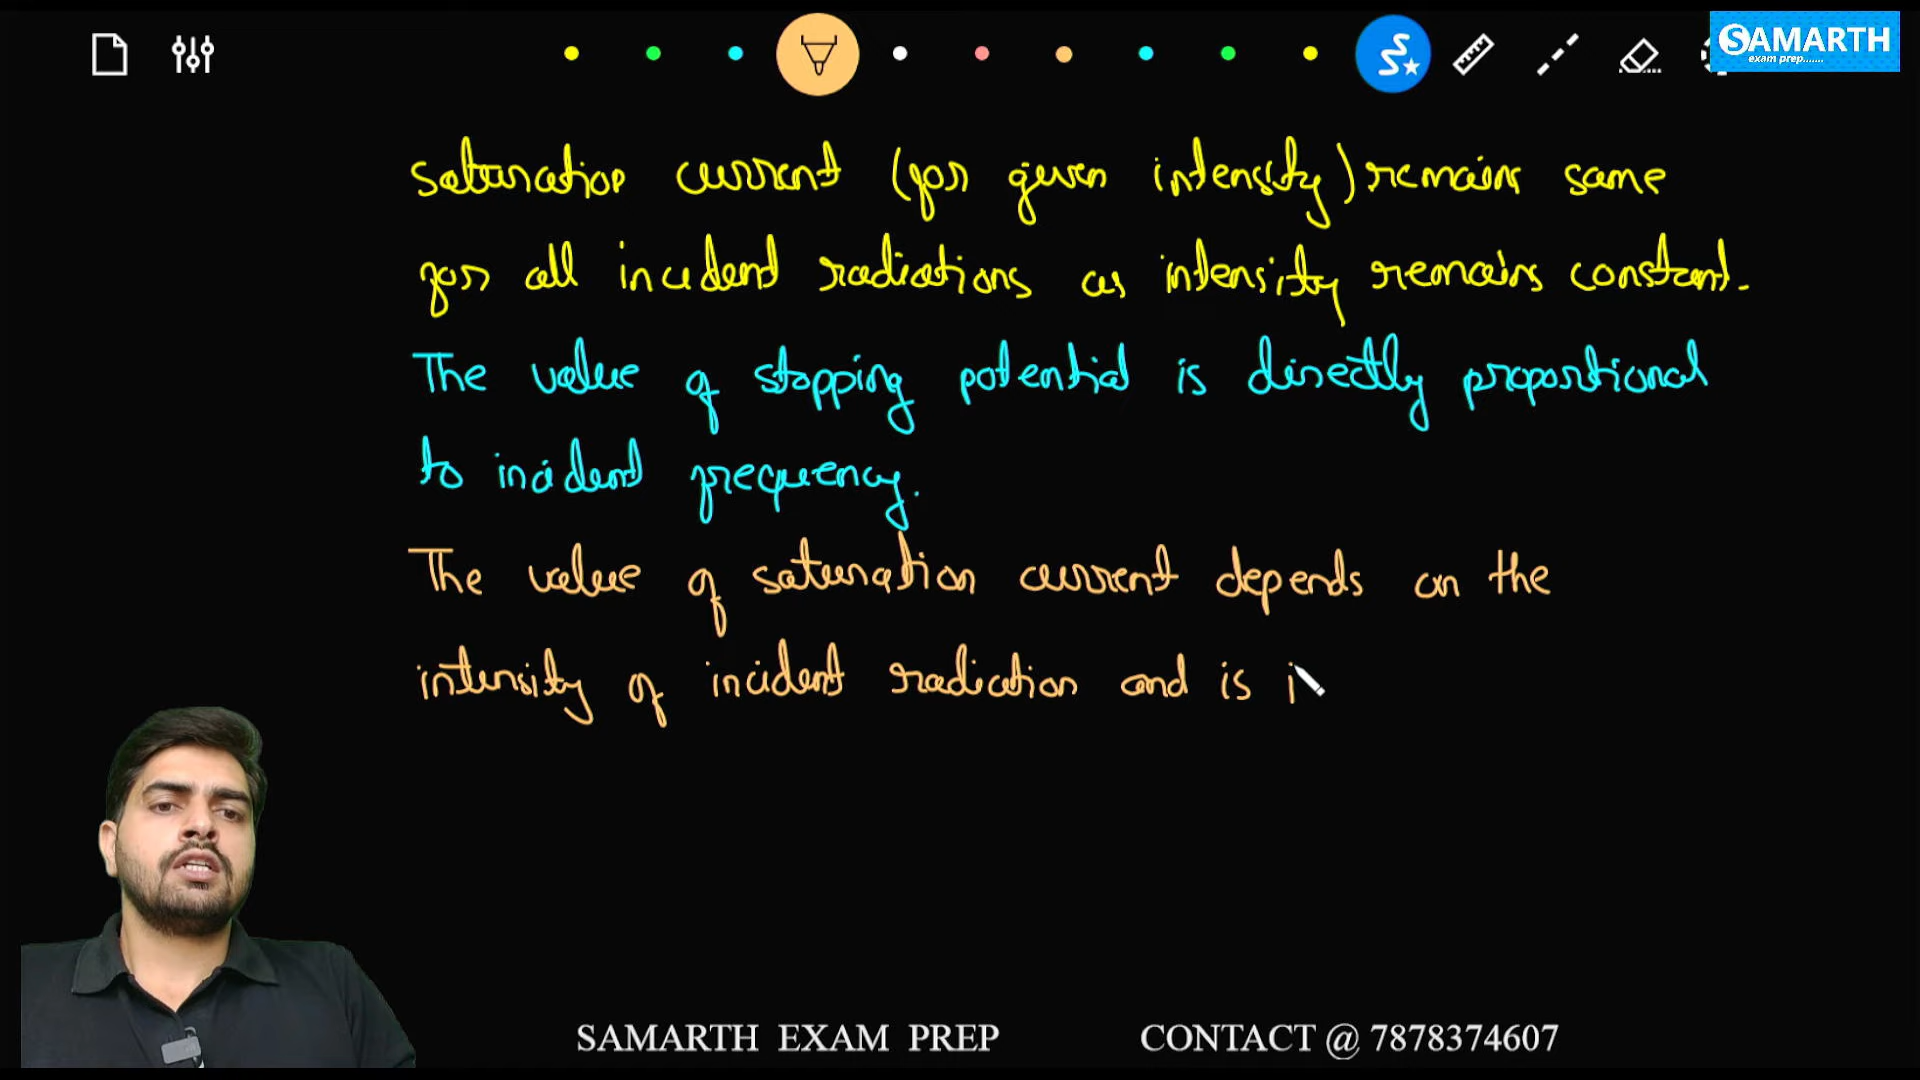 SAMARTH
exam prep.......
saturation current (for given intensity) remains same
for all incident radiations as intensity remains constant.
The value of stopping potential is directly proportional
to incident frequency.
The value of saturation current depends on the
intensity of incident radiation and is i
SAMARTH EXAM PREP CONTACT @ 7878374607